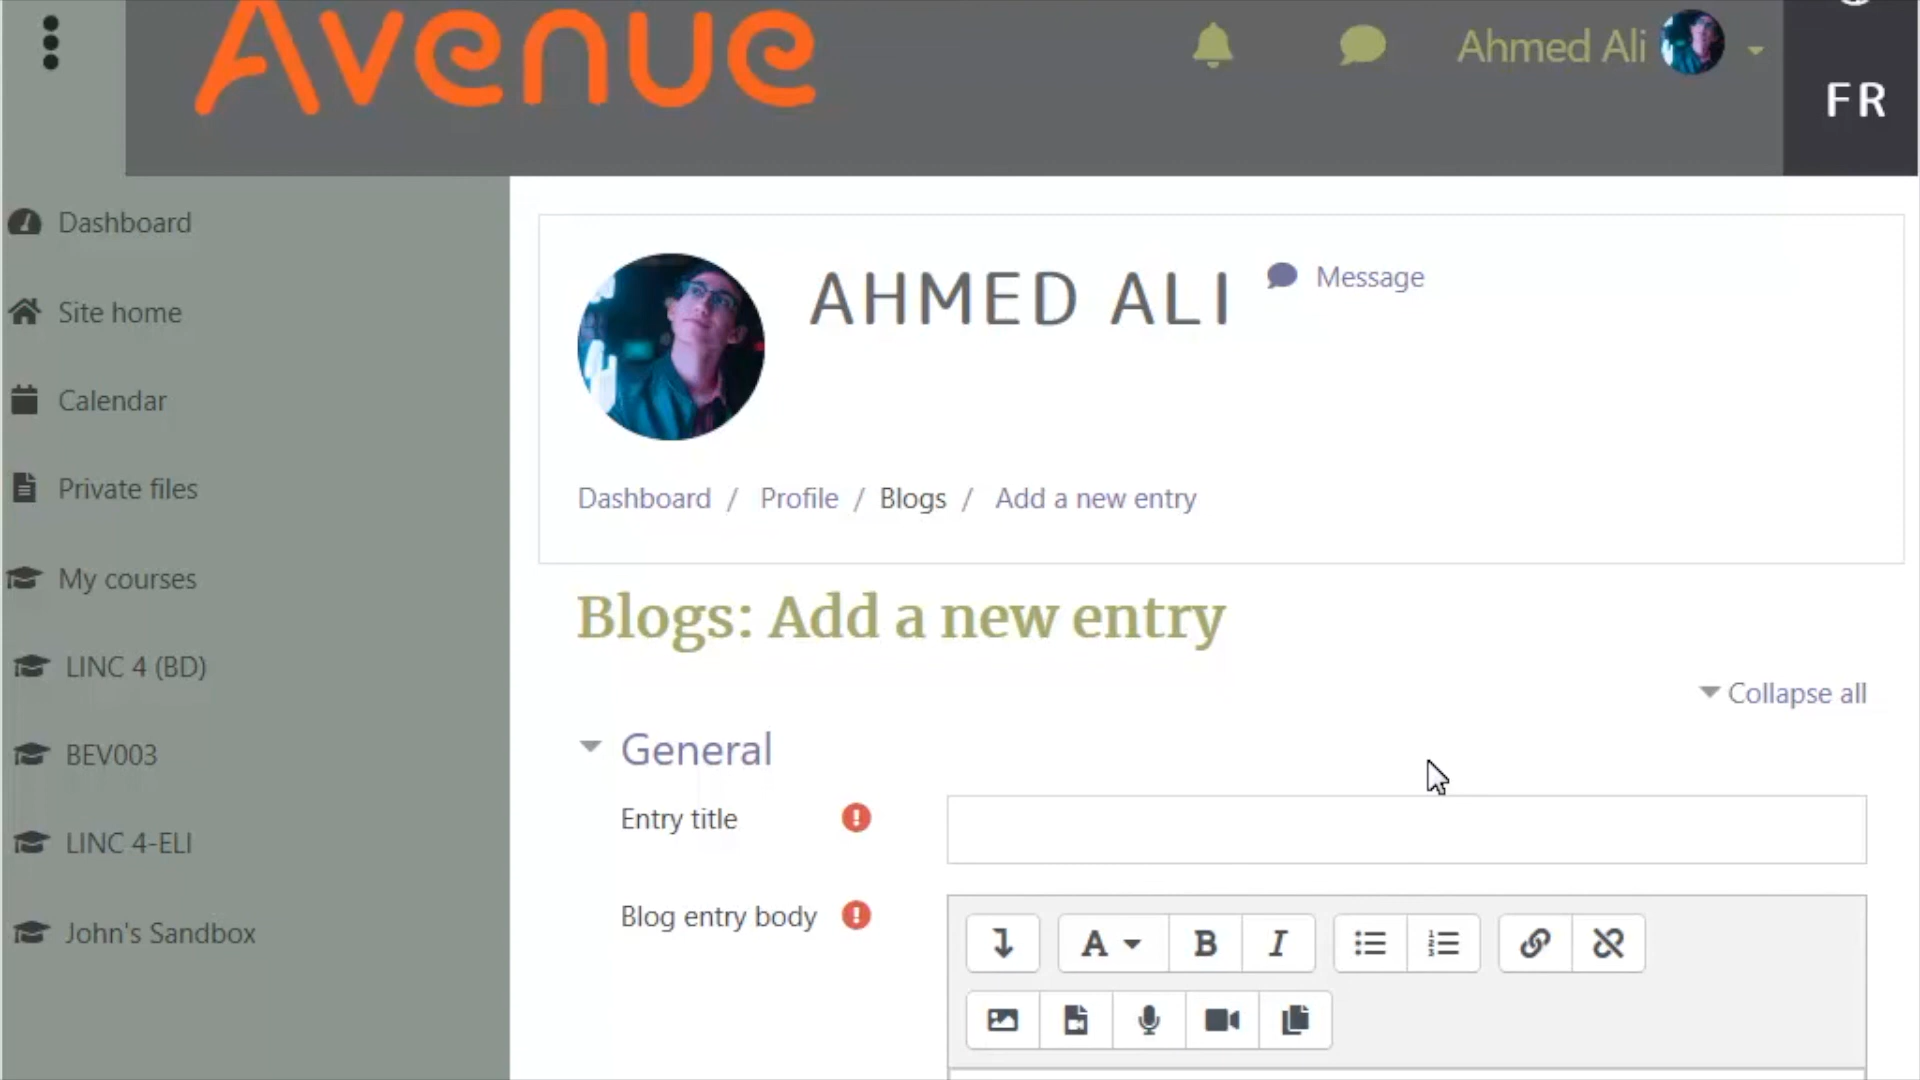 Avenue
Ahmed Ali
FR
Dashboard
Site home
Calendar
Private files
My courses
LINC 4 (BD)
BEV003
LINC 4-ELI
John's Sandbox
AHMED ALI
Message
Dashboard / Profile / Blogs / Add a new entry
Blogs: Add a new entry
Collapse all
General
Entry title
Blog entry body
A B I